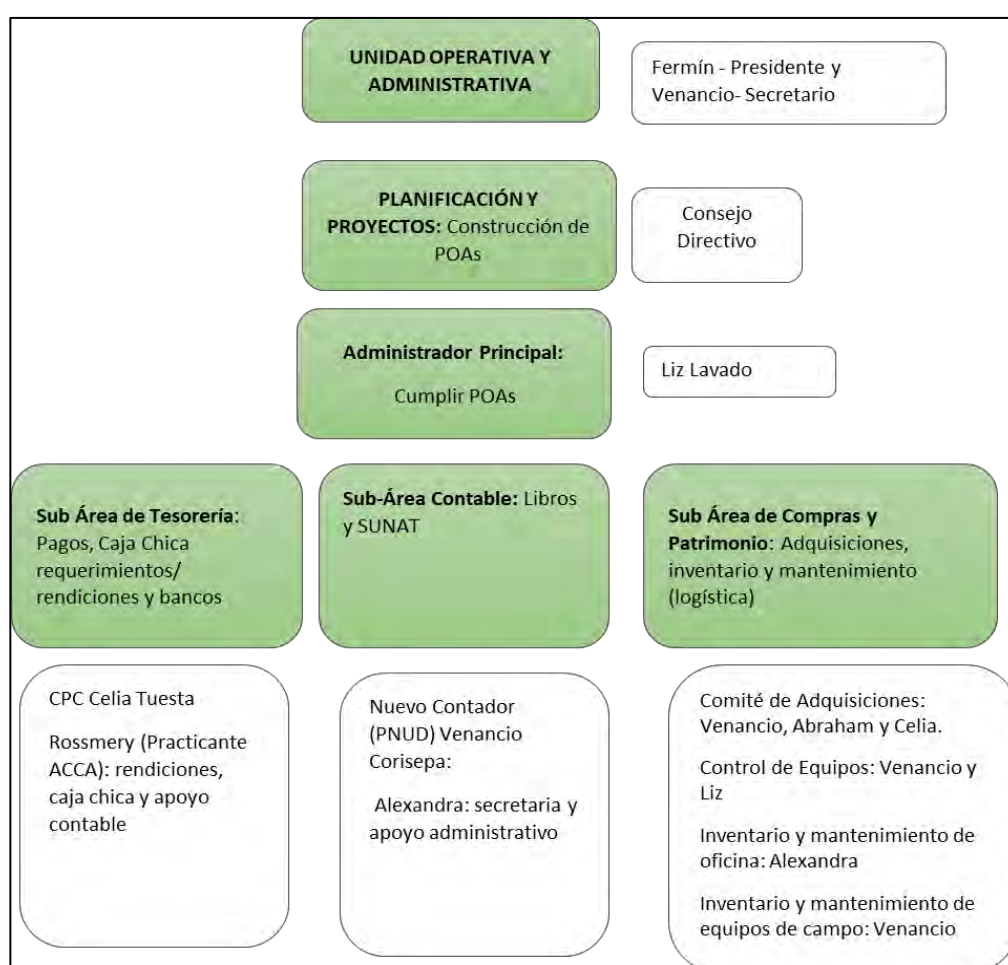 UNIDAD OPERATIVA Y
ADMINISTRATIVA
Fermín - Presidente y
Venancio- Secretario
PLANIFICACIÓN Y
PROYECTOS: Construcción de
POAs
Consejo
Directivo
Administrador Principal:
Cumplir POAs
Liz Lavado
Sub Área de Tesorería:
Pagos, Caja Chica
requerimientos/
rendiciones y bancos
Sub-Área Contable: Libros
y SUNAT
Sub Área de Compras y
Patrimonio: Adquisiciones,
inventario y mantenimiento
(logística)
CPC Celia Tuesta
Rossmery (Practicante
ACCA): rendiciones,
caja chica y apoyo
contable
Nuevo Contador
(PNUD) Venancio
Corisepa:
Alexandra: secretaria y
apoyo administrativo
Comité de Adquisiciones:
Venancio, Abraham y Celia.
Control de Equipos: Venancio y
Liz
Inventario y mantenimiento de
oficina: Alexandra
Inventario y mantenimiento de
equipos de campo: Venancio